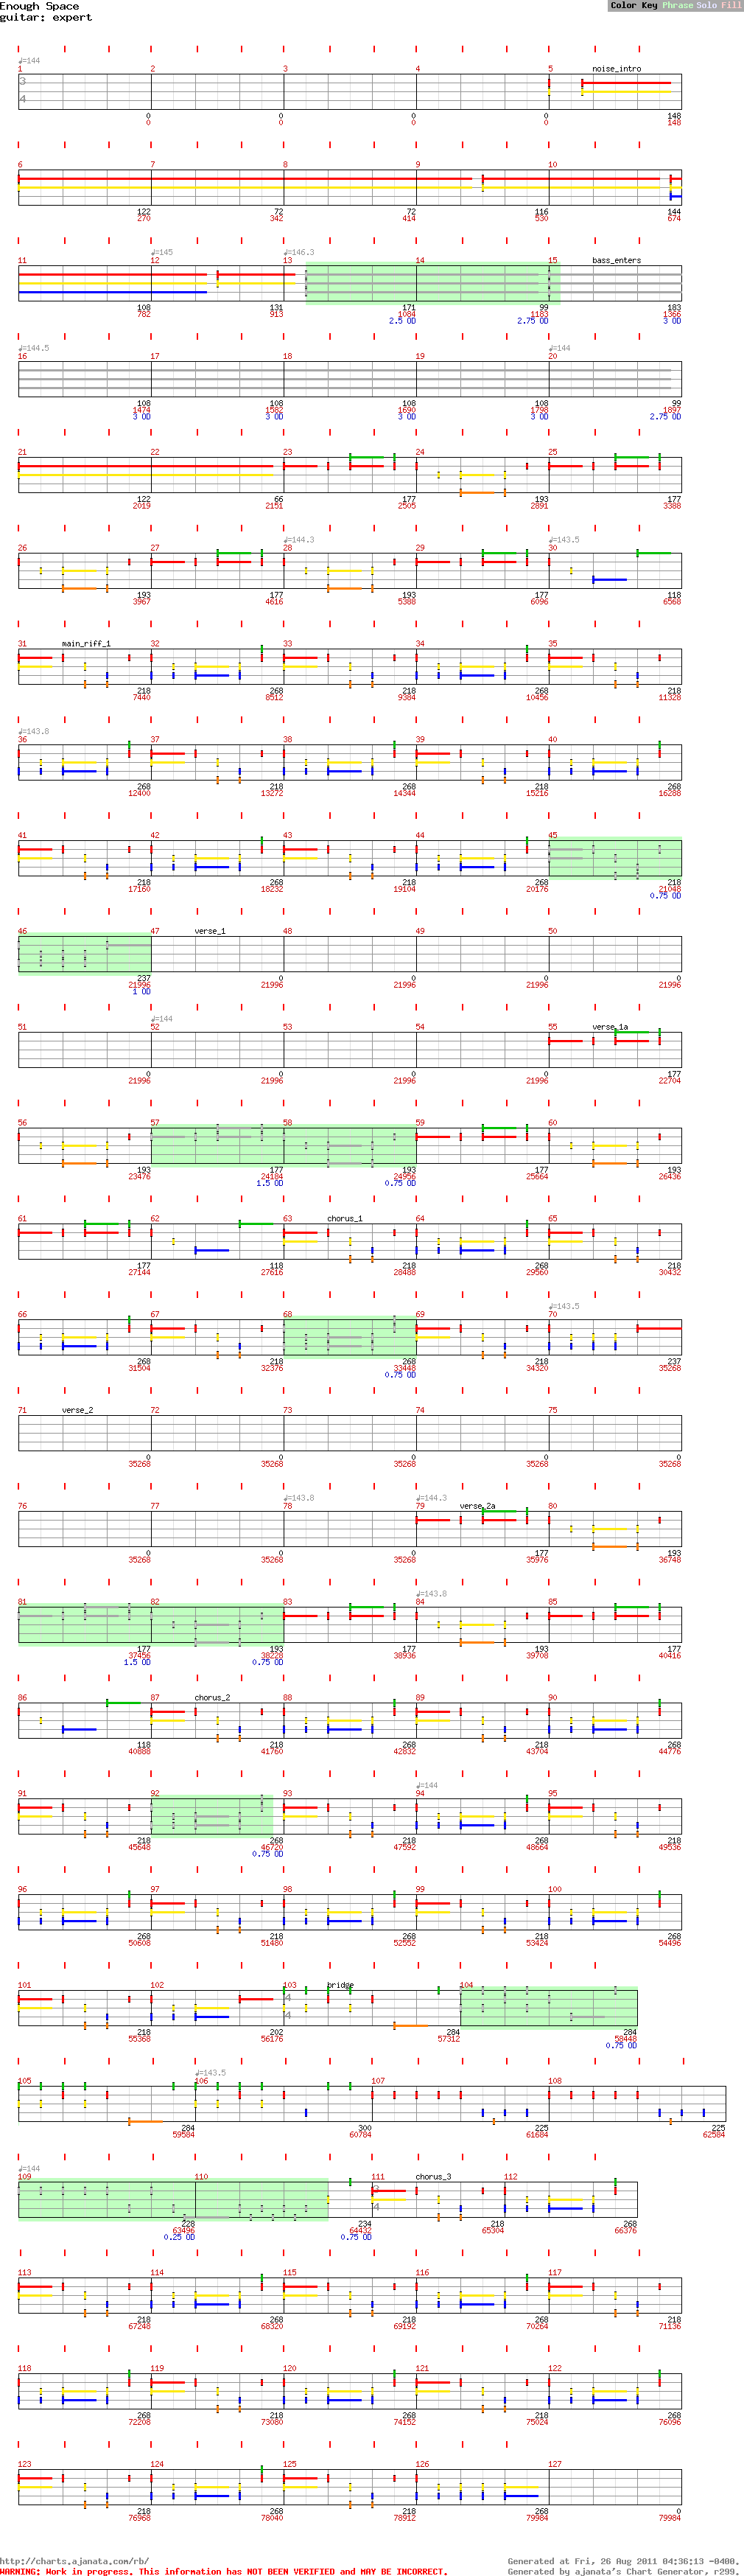 Enough Space
guitar: expert
Color Key Phrase Solo Fill
♩=144
1 2 3 4 5 noise_intro
3
4
0 0 0 0 148
0 0 0 0 148
6 7 8 9 10
122 72 72 116 144
270 342 414 530 674
♩=145 ♩=146.3
11 12 13 14 15 bass_enters
108 131 171 99 183
782 913 1084 1183 1366
2.5 OD 2.75 OD 3 OD
♩=144.5 ♩=144
16 17 18 19 20
108 108 108 108 99
1474 1582 1690 1798 1897
3 OD 3 OD 3 OD 3 OD 2.75 OD
21 22 23 24 25
122 66 177 193 177
2019 2151 2505 2891 3388
♩=144.3 ♩=143.5
26 27 28 29 30
193 177 193 177 118
3967 4616 5388 6096 6568
31 main_riff_1 32 33 34 35
218 268 218 268 218
7440 8512 9384 10456 11328
♩=143.8
36 37 38 39 40
268 218 268 218 268
12400 13272 14344 15216 16288
41 42 43 44 45
218 268 218 268 218
17160 18232 19104 20176 21048
0.75 OD
46 47 verse_1 48 49 50
237 0 0 0 0
21996 21996 21996 21996 21996
1 OD
♩=144
51 52 53 54 55 verse_1a
0 0 0 0 177
21996 21996 21996 21996 22704
56 57 58 59 60
193 177 193 177 193
23476 24184 24956 25664 26436
1.5 OD 0.75 OD
61 62 63 chorus_1 64 65
177 118 218 268 218
27144 27616 28488 29560 30432
♩=143.5
66 67 68 69 70
268 218 268 218 237
31504 32376 33448 34320 35268
0.75 OD
71 verse_2 72 73 74 75
0 0 0 0 0
35268 35268 35268 35268 35268
♩=143.8 ♩=144.3
76 77 78 79 verse_2a 80
0 0 0 177 193
35268 35268 35268 35976 36748
♩=143.8
81 82 83 84 85
177 193 177 193 177
37456 38228 38936 39708 40416
1.5 OD 0.75 OD
86 87 chorus_2 88 89 90
118 218 268 218 268
40888 41760 42832 43704 44776
♩=144
91 92 93 94 95
218 268 218 268 218
45648 46720 47592 48664 49536
0.75 OD
96 97 98 99 100
268 218 268 218 268
50608 51480 52552 53424 54496
101 102 103 bridge 104
4
4
218 202 284 284
55368 56176 57312 58448
0.75 OD
♩=143.5
105 106 107 108
284 300 225 225
59584 60784 61684 62584
♩=144
109 110 111 chorus_3 112
3
4
228 234 218 268
63496 64432 65304 66376
0.25 OD 0.75 OD
113 114 115 116 117
218 268 218 268 218
67248 68320 69192 70264 71136
118 119 120 121 122
268 218 268 218 268
72208 73080 74152 75024 76096
123 124 125 126 127
218 268 218 268 0
76968 78040 78912 79984 79984
http://charts.ajanata.com/rb/ Generated at Fri, 26 Aug 2011 04:36:13 -0400.
WARNING: Work in progress. This information has NOT BEEN VERIFIED and MAY BE INCORRECT. Generated by ajanata's Chart Generator, r299.